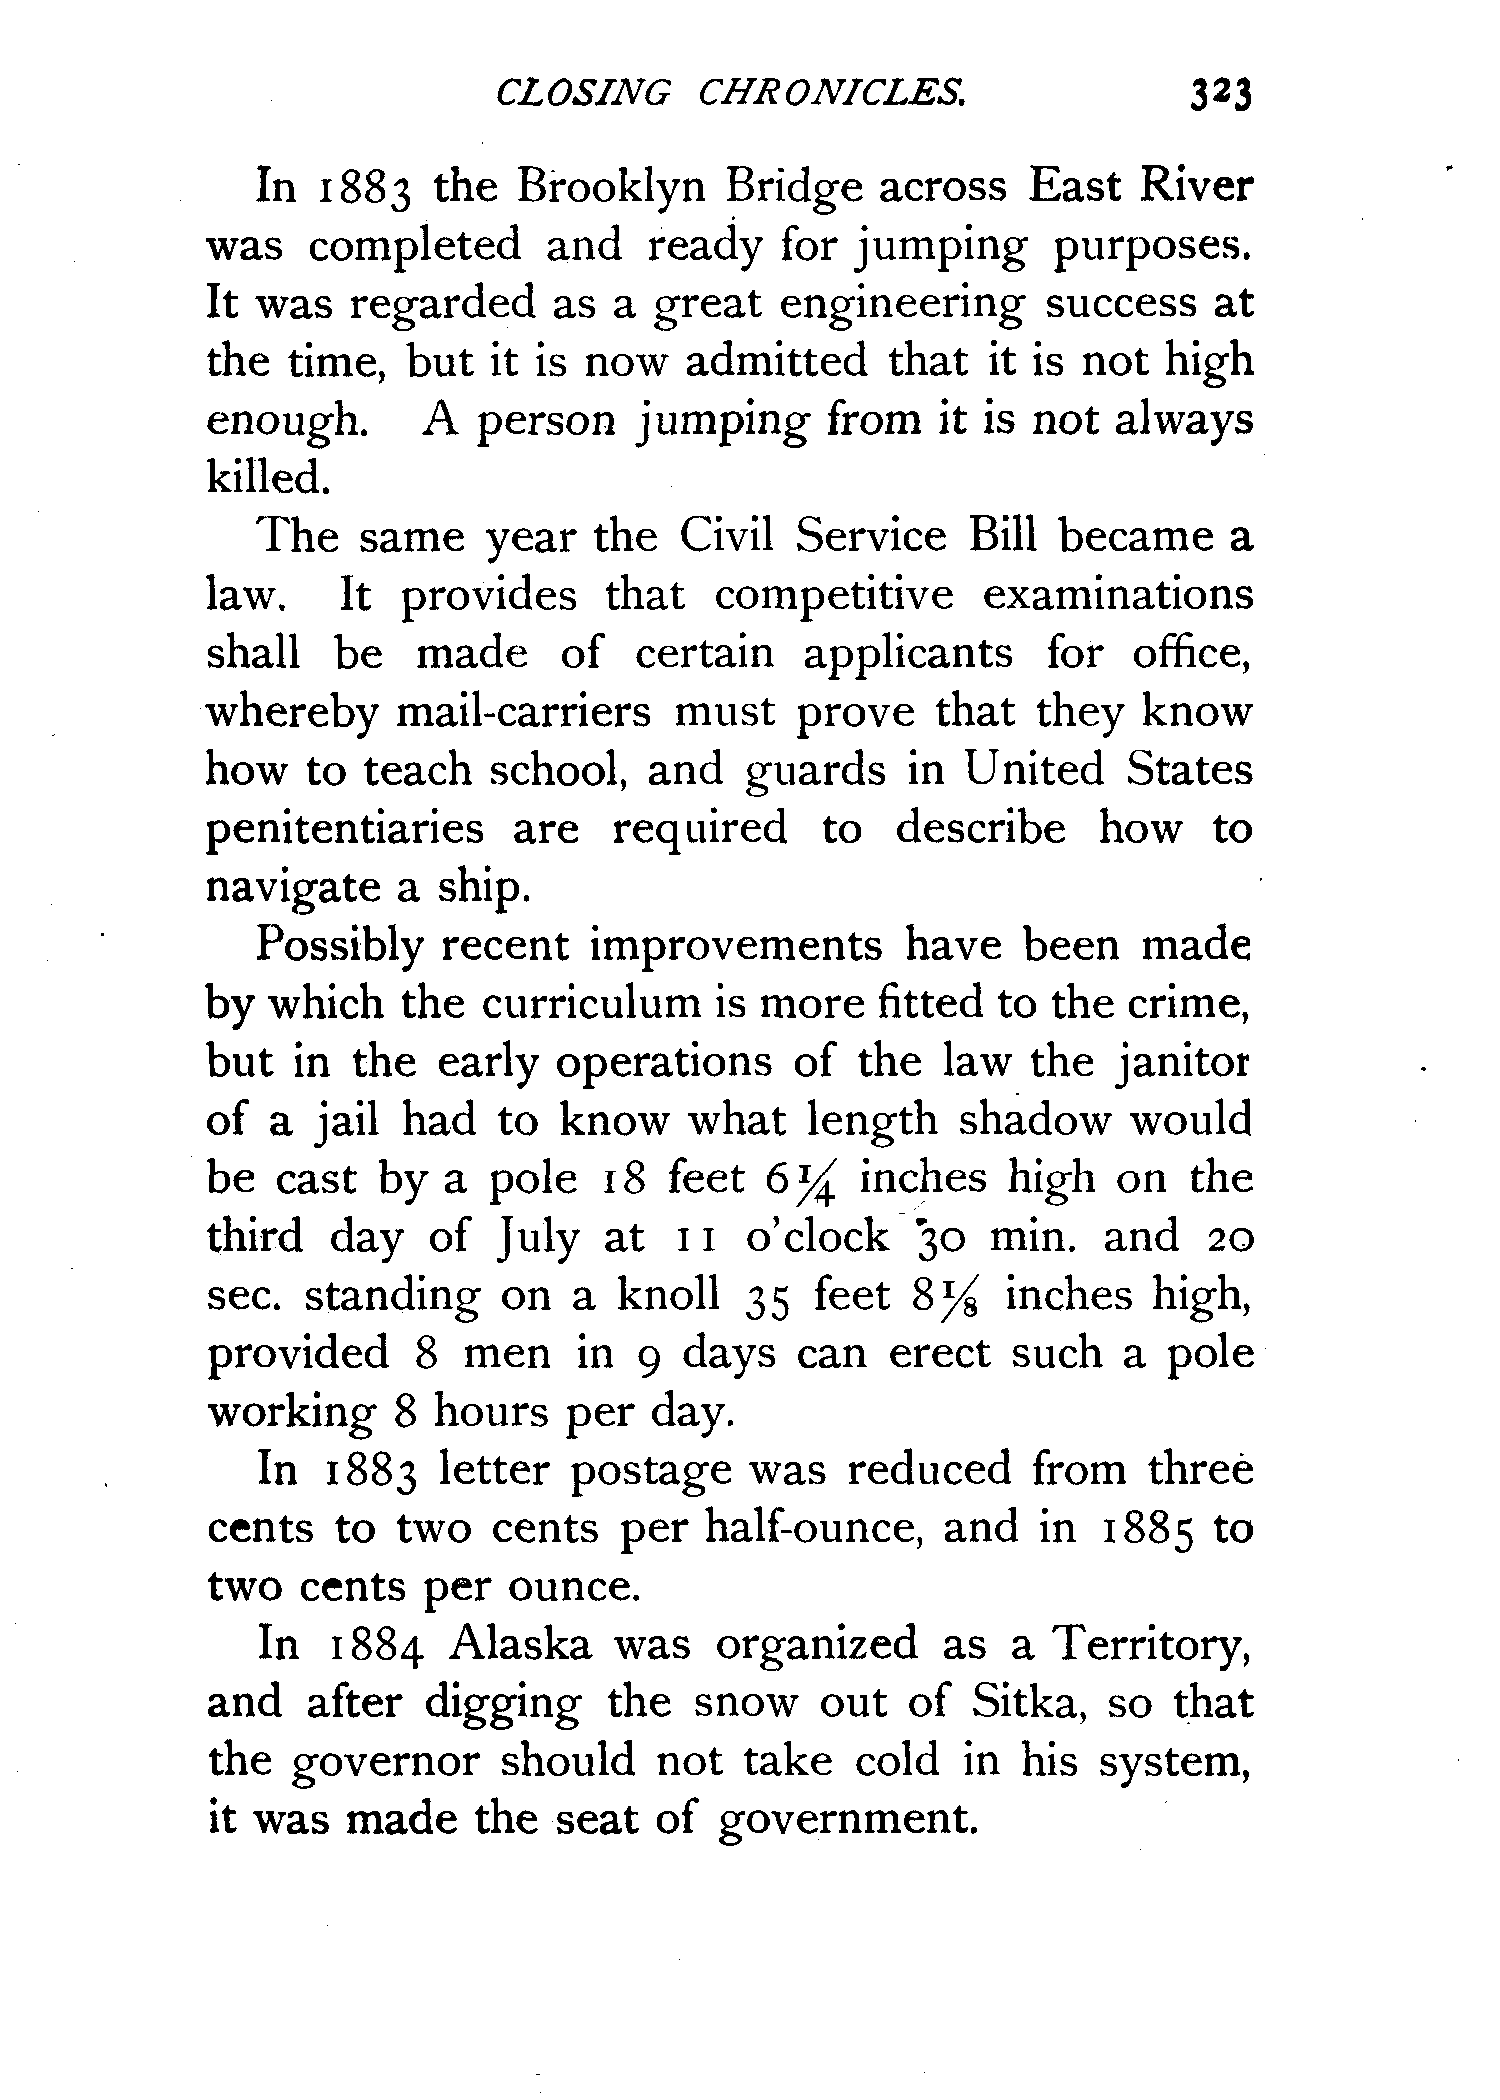 CLOSING CHRONICLES. 323
In 1883 the Brooklyn Bridge across East River
was completed and ready for jumping purposes.
It was regarded as a great engineering success at
the time, but it is now admitted that it is not high
enough. A person jumping from it is not always
killed.
The same year the Civil Service Bill became a
law. It provides that competitive examinations
shall be made of certain applicants for office,
whereby mail-carriers must prove that they know
how to teach school, and guards in United States
penitentiaries are required to describe how to
navigate a ship.
Possibly recent improvements have been made
by which the curriculum is more fitted to the crime,
but in the early operations of the law the janitor
of a jail had to know what length shadow would
be cast by a pole 18 feet 6¼ inches high on the
third day of July at 11 o'clock 30 min. and 20
sec. standing on a knoll 35 feet 8⅛ inches high,
provided 8 men in 9 days can erect such a pole
working 8 hours per day.
In 1883 letter postage was reduced from three
cents to two cents per half-ounce, and in 1885 to
two cents per ounce.
In 1884 Alaska was organized as a Territory,
and after digging the snow out of Sitka, so that
the governor should not take cold in his system,
it was made the seat of government.